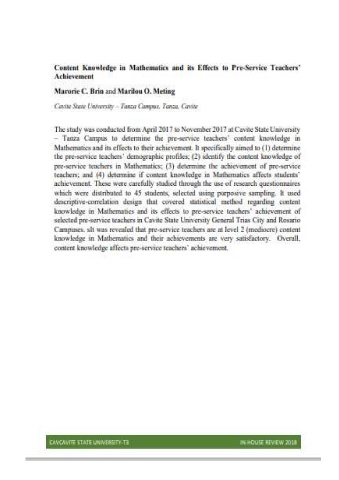 Content Knowledge in Mathematics and its Effects to Pre-Service Teachers'
Achievement
Marorie C. Brin and Marilou O. Meting
Cavite State University – Tanza Campus, Tanza, Cavite
The study was conducted from April 2017 to November 2017 at Cavite State University
– Tanza Campus to determine the pre-service teachers' content knowledge in
Mathematics and its effects to their achievement. It specifically aimed to (1) determine
the pre-service teachers' demographic profiles; (2) identify the content knowledge of
pre-service teachers in Mathematics; (3) determine the achievement of pre-service
teachers; and (4) determine if content knowledge in Mathematics affects students'
achievement. These were carefully studied through the use of research questionnaires
which were distributed to 45 students, selected using purposive sampling. It used
descriptive-correlation design that covered statistical method regarding content
knowledge in Mathematics and its effects to pre-service teachers' achievement of
selected pre-service teachers in Cavite State University General Trias City and Rosario
Campuses. sIt was revealed that pre-service teachers are at level 2 (mediocre) content
knowledge in Mathematics and their achievements are very satisfactory. Overall,
content knowledge affects pre-service teachers' achievement.
CAVCAVITE STATE UNIVERSITY-T3 IN-HOUSE REVIEW 2018